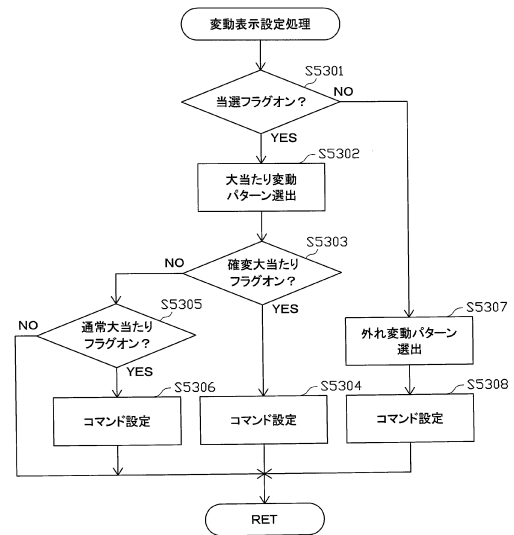 変動表示設定処理
S5301
当選フラグオン？
NO
YES
S5302
大当たり変動
パターン選出
S5303
確変大当たり
フラグオン？
NO
YES
S5305
通常大当たり
フラグオン？
NO
YES
S5307
外れ変動パターン
選出
S5306
コマンド設定
S5304
コマンド設定
S5308
コマンド設定
RET